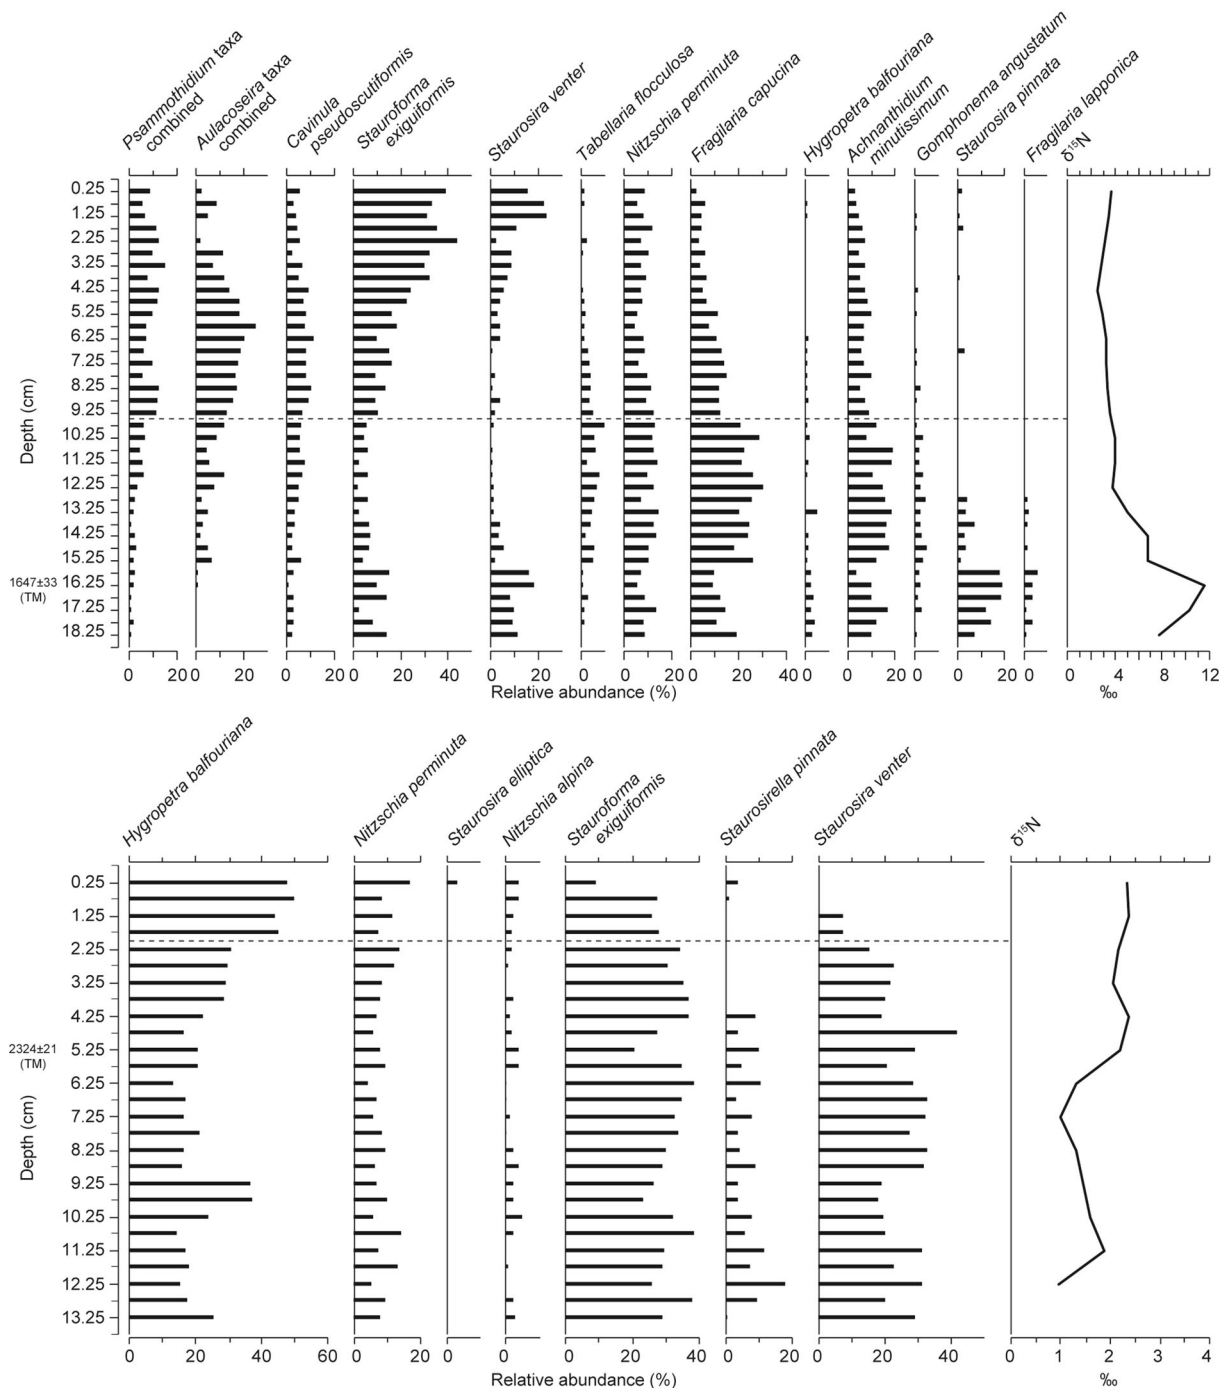 Psammothidium taxa
combined
Aulacoseira taxa
combined
Cavinula
pseudoscutiformis
Stauroforma
exiguiformis
Staurosira venter
Tabellaria flocculosa
Nitzschia perminuta
Fragilaria capucina
Hygropetra balfouriana
Achnanthidium
minutissimum
Gomphonema angustatum
Staurosira pinnata
Fragilaria lapponica
δ¹⁵N
0.25
1.25
2.25
3.25
4.25
5.25
6.25
7.25
8.25
9.25
10.25
11.25
12.25
13.25
14.25
15.25
16.25
17.25
18.25
Depth (cm)
1647±33
(TM)
0 20 0 20 0 20 0 20 40 0 20 0 0 20 0 20 40 0 0 20 0 0 20 0 0 4 8 12
Relative abundance (%)
‰
Hygropetra balfouriana
Nitzschia perminuta
Staurosira elliptica
Nitzschia alpina
Stauroforma
exiguiformis
Staurosirella pinnata
Staurosira venter
δ¹⁵N
0.25
1.25
2.25
3.25
4.25
5.25
6.25
7.25
8.25
9.25
10.25
11.25
12.25
13.25
2324±21
(TM)
Depth (cm)
0 20 40 60 0 20 0 0 0 20 40 0 20 0 20 40 0 1 2 3 4
Relative abundance (%)
‰